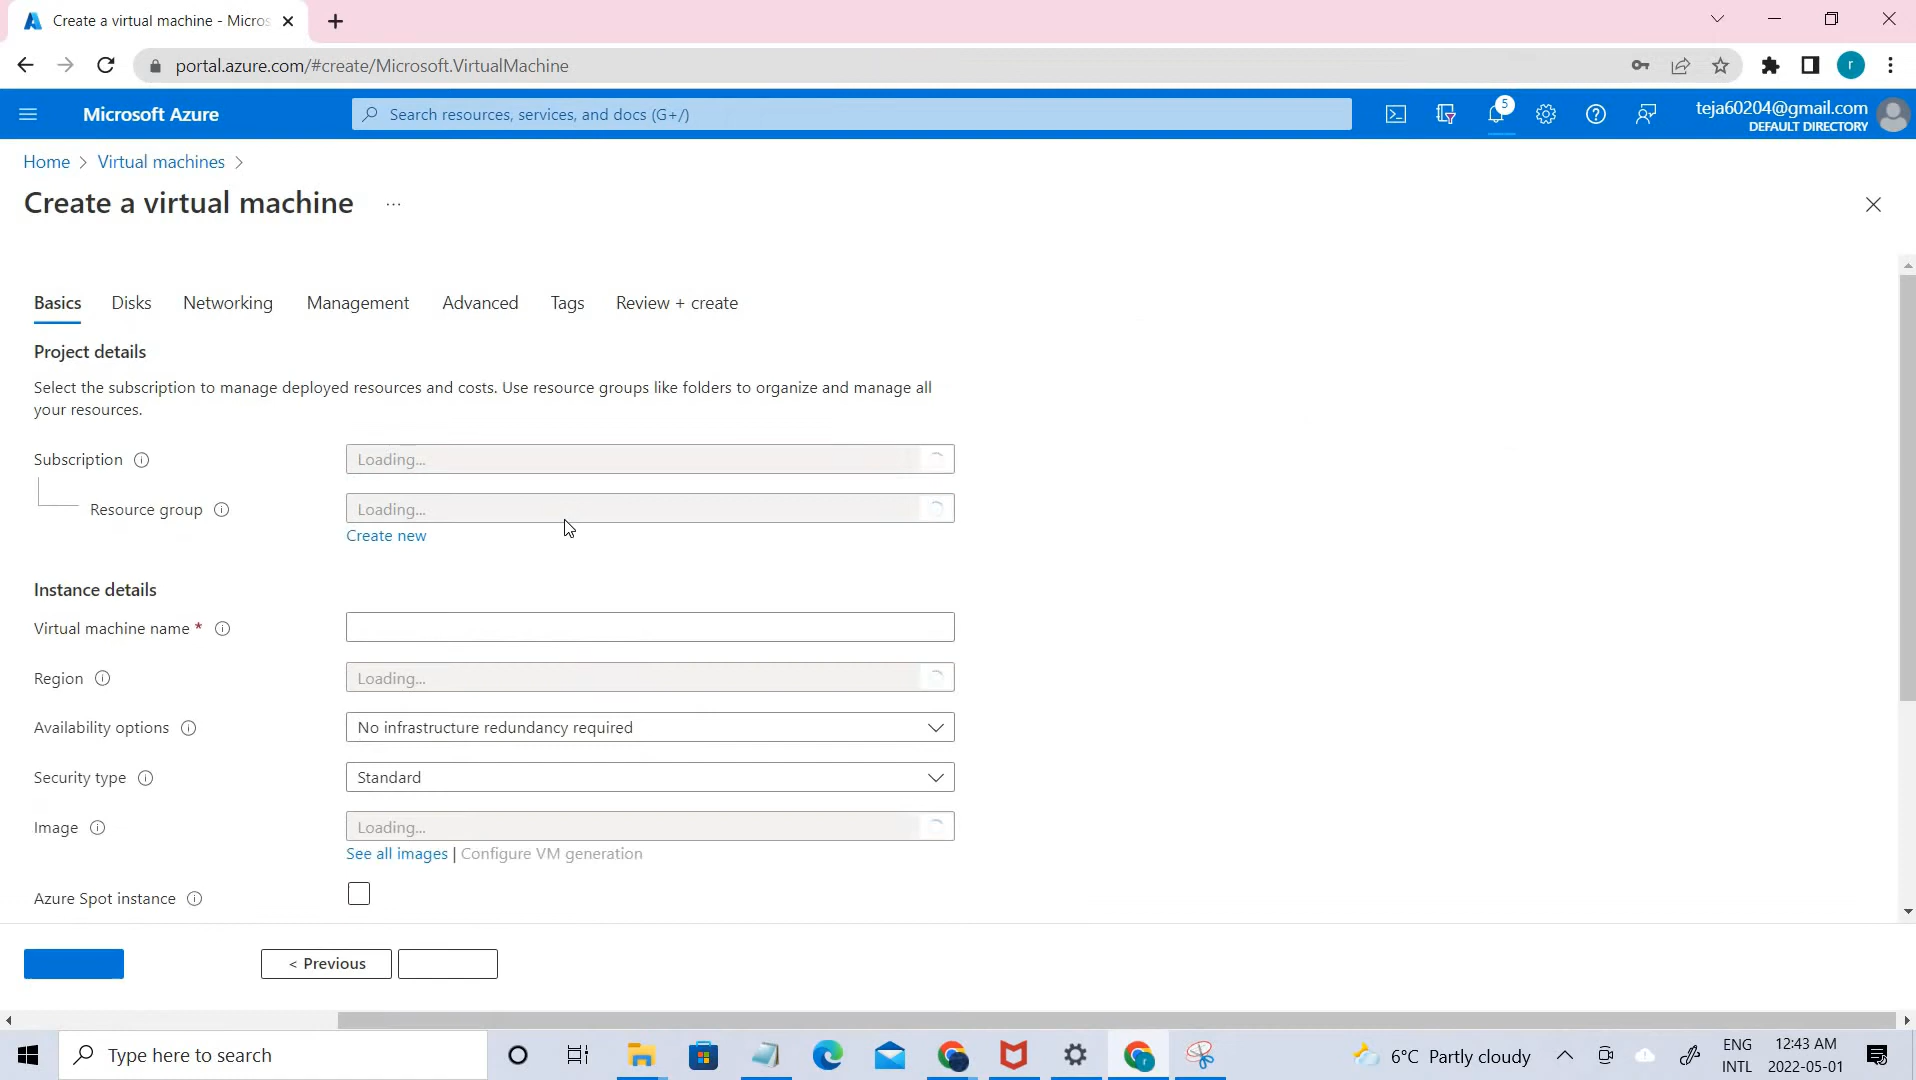 Create a virtual machine - Micros
portal.azure.com/#create/Microsoft.VirtualMachine
r
Microsoft Azure
Search resources, services, and docs (G+/)
5
teja60204@gmail.com
DEFAULT DIRECTORY
Home > Virtual machines >
Create a virtual machine ...
Basics Disks Networking Management Advanced Tags Review + create
Project details
Select the subscription to manage deployed resources and costs. Use resource groups like folders to organize and manage all
your resources.
Subscription Loading...
Resource group Loading...
Create new
Instance details
Virtual machine name *
Region Loading...
Availability options No infrastructure redundancy required
Security type Standard
Image Loading...
See all images | Configure VM generation
Azure Spot instance
< Previous
Type here to search
r
6°C Partly cloudy
ENG
INTL
12:43 AM
2022-05-01